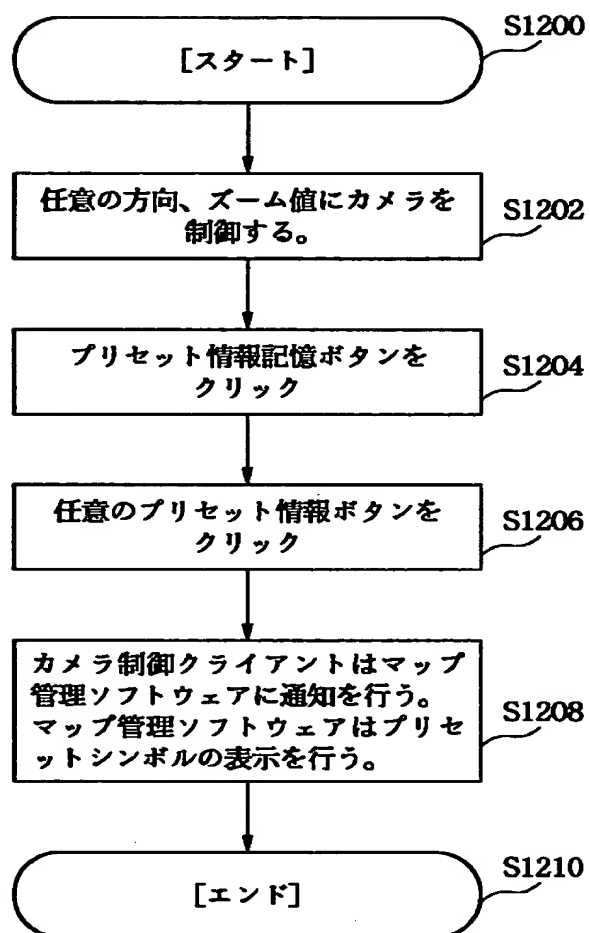 S1200
[スタート]
任意の方向、ズーム値にカメラを
制御する。
S1202
プリセット情報記憶ボタンを
クリック
S1204
任意のプリセット情報ボタンを
クリック
S1206
カメラ制御クライアントはマップ
管理ソフトウェアに通知を行う。
マップ管理ソフトウェアはプリセ
ットシンボルの表示を行う。
S1208
[エンド]
S1210